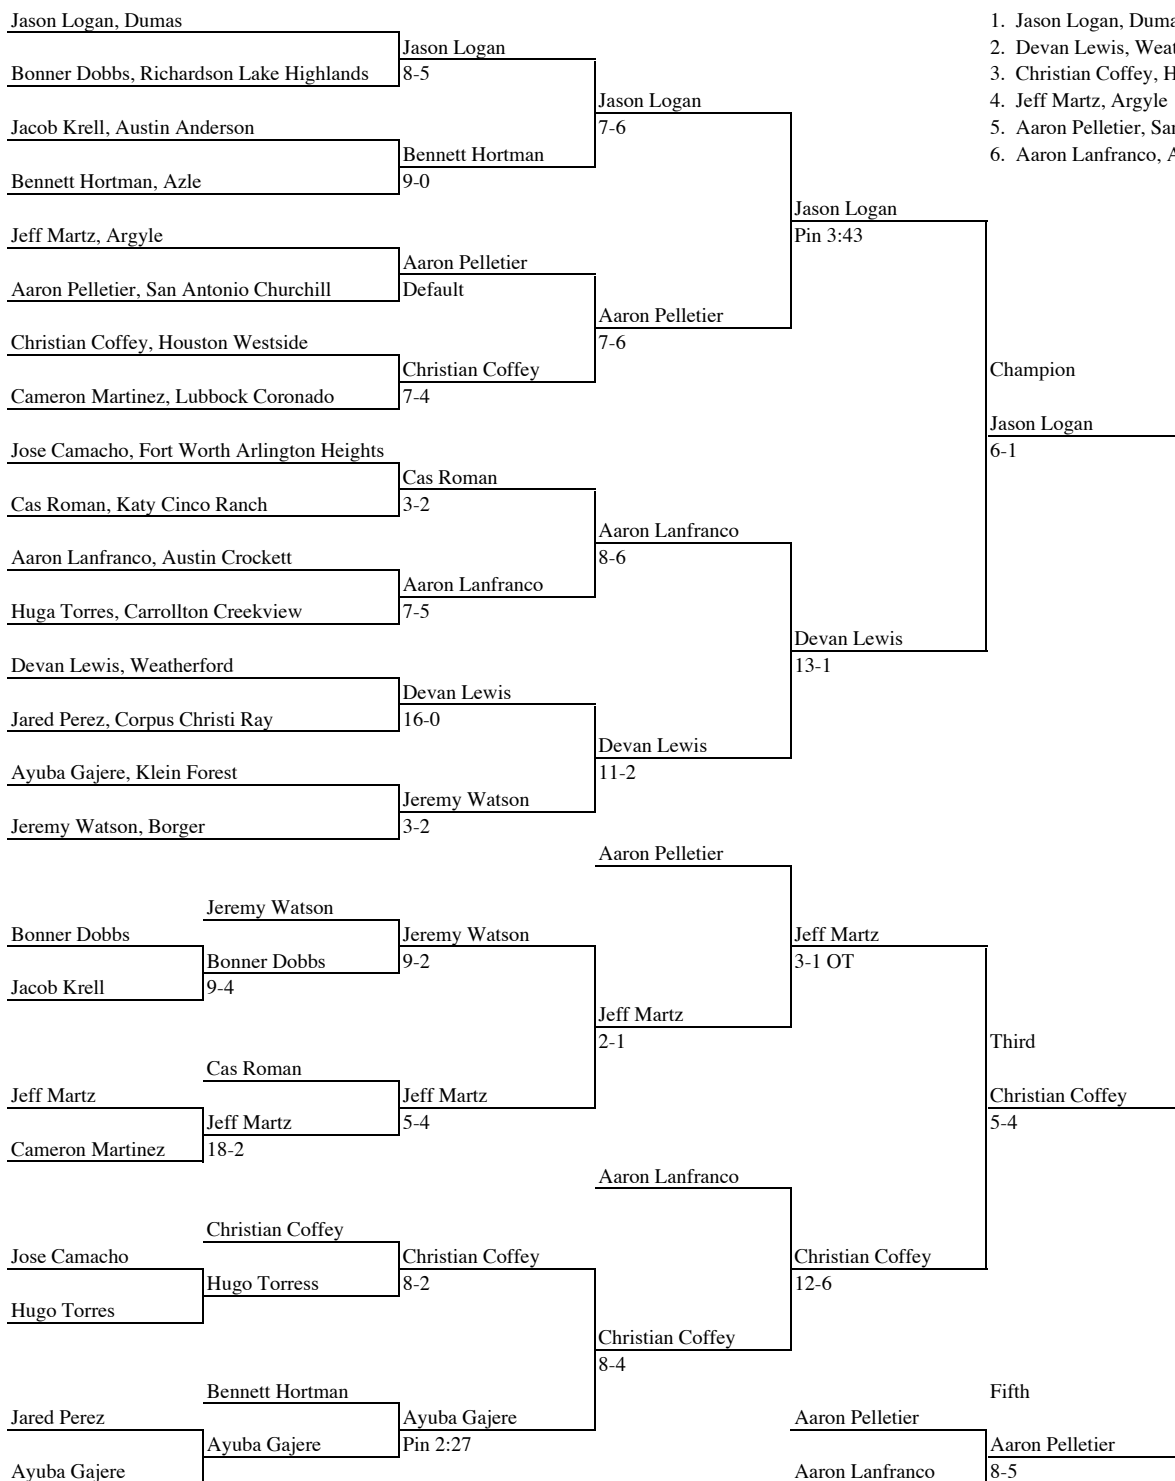 Jason Logan, Dumas
Bonner Dobbs, Richardson Lake Highlands
Jacob Krell, Austin Anderson
Bennett Hortman, Azle
Jeff Martz, Argyle
Aaron Pelletier, San Antonio Churchill
Christian Coffey, Houston Westside
Cameron Martinez, Lubbock Coronado
Jose Camacho, Fort Worth Arlington Heights
Cas Roman, Katy Cinco Ranch
Aaron Lanfranco, Austin Crockett
Huga Torres, Carrollton Creekview
Devan Lewis, Weatherford
Jared Perez, Corpus Christi Ray
Ayuba Gajere, Klein Forest
Jeremy Watson, Borger
Jason Logan
8-5
Bennett Hortman
9-0
Aaron Pelletier
Default
Christian Coffey
7-4
Cas Roman
3-2
Aaron Lanfranco
7-5
Devan Lewis
16-0
Jeremy Watson
3-2
Jason Logan
7-6
Aaron Pelletier
7-6
Aaron Lanfranco
8-6
Devan Lewis
11-2
Jason Logan
Pin 3:43
Devan Lewis
13-1
Champion
Jason Logan
6-1
1. Jason Logan, Duma
2. Devan Lewis, Weat
3. Christian Coffey, H
4. Jeff Martz, Argyle
5. Aaron Pelletier, San
6. Aaron Lanfranco, A
Bonner Dobbs
Jacob Krell
Jeff Martz
Cameron Martinez
Jose Camacho
Hugo Torres
Jared Perez
Ayuba Gajere
Jeremy Watson
Bonner Dobbs
9-4
Cas Roman
Jeff Martz
18-2
Christian Coffey
Hugo Torress
Bennett Hortman
Ayuba Gajere
Jeremy Watson
9-2
Jeff Martz
5-4
Christian Coffey
8-2
Ayuba Gajere
Pin 2:27
Aaron Pelletier
Jeff Martz
2-1
Aaron Lanfranco
Christian Coffey
8-4
Jeff Martz
3-1 OT
Christian Coffey
12-6
Third
Christian Coffey
5-4
Fifth
Aaron Pelletier
Aaron Lanfranco
Aaron Pelletier
8-5